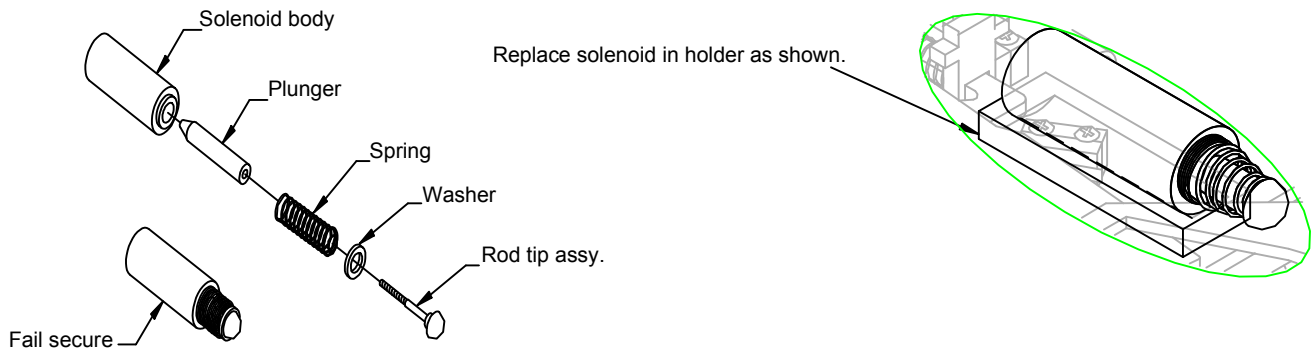 Solenoid body
Replace solenoid in holder as shown.
Plunger
Spring
Washer
Rod tip assy.
Fail secure